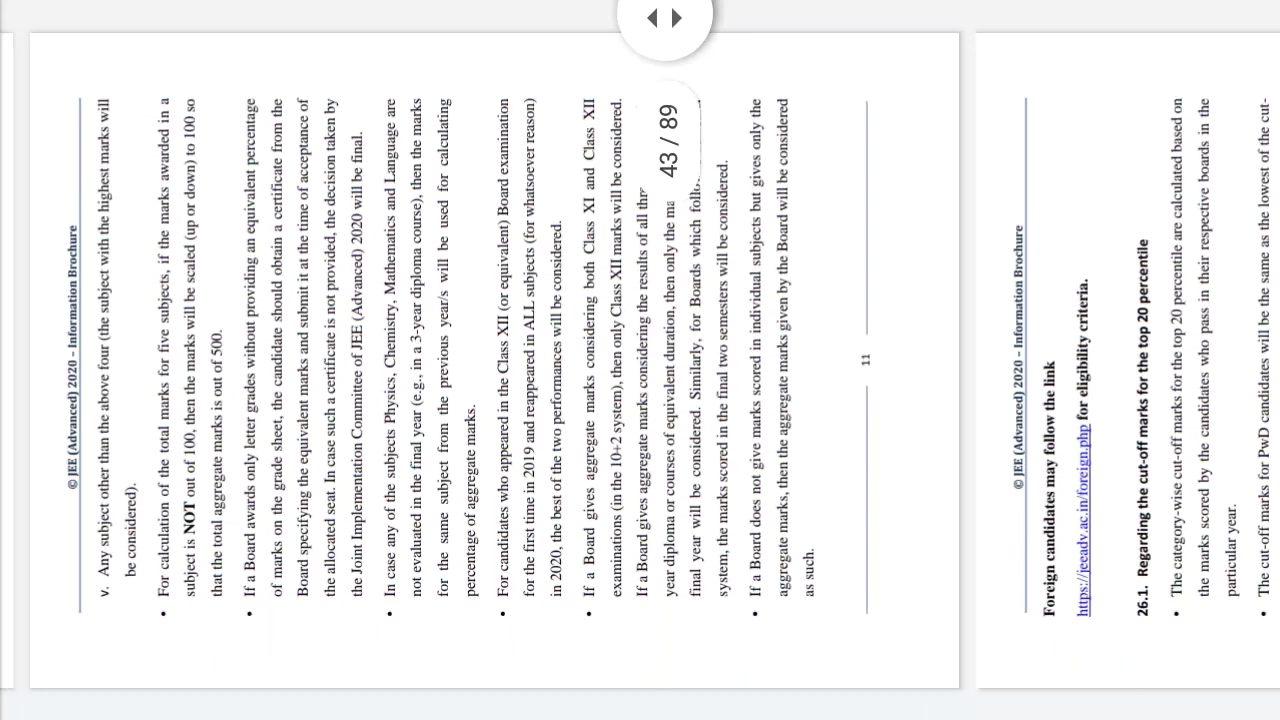 © JEE (Advanced) 2020 – Information Brochure
v. Any subject other than the above four (the subject with the highest marks will
be considered).
• For calculation of the total marks for five subjects, if the marks awarded in a
subject is NOT out of 100, then the marks will be scaled (up or down) to 100 so
that the total aggregate marks is out of 500.
• If a Board awards only letter grades without providing an equivalent percentage
of marks on the grade sheet, the candidate should obtain a certificate from the
Board specifying the equivalent marks and submit it at the time of acceptance of
the allocated seat. In case such a certificate is not provided, the decision taken by
the Joint Implementation Committee of JEE (Advanced) 2020 will be final.
• In case any of the subjects Physics, Chemistry, Mathematics and Language are
not evaluated in the final year (e.g., in a 3-year diploma course), then the marks
for the same subject from the previous year/s will be used for calculating
percentage of aggregate marks.
• For candidates who appeared in the Class XII (or equivalent) Board examination
for the first time in 2019 and reappeared in ALL subjects (for whatsoever reason)
in 2020, the best of the two performances will be considered.
• If a Board gives aggregate marks considering both Class XI and Class XII
examinations (in the 10+2 system), then only Class XII marks will be considered.
If a Board gives aggregate marks considering the results of all
year diploma or courses of equivalent duration, then only the
final year will be considered. Similarly, for Boards which
system, the marks scored in the final two semesters will be considered.
• If a Board does not give marks scored in individual subjects but gives only the
aggregate marks, then the aggregate marks given by the Board will be considered
as such.
11
43 / 89
© JEE (Advanced) 2020 – Information Brochure
Foreign candidates may follow the link
https://jeeadv.ac.in/foreign.php for eligibility criteria.
26.1. Regarding the cut-off marks for the top 20 percentile
• The category-wise cut-off marks for the top 20 percentile are calculated based on
the marks scored by the candidates who pass in their respective boards in the
particular year.
• The cut-off marks for PwD candidates will be the same as the lowest of the cut-